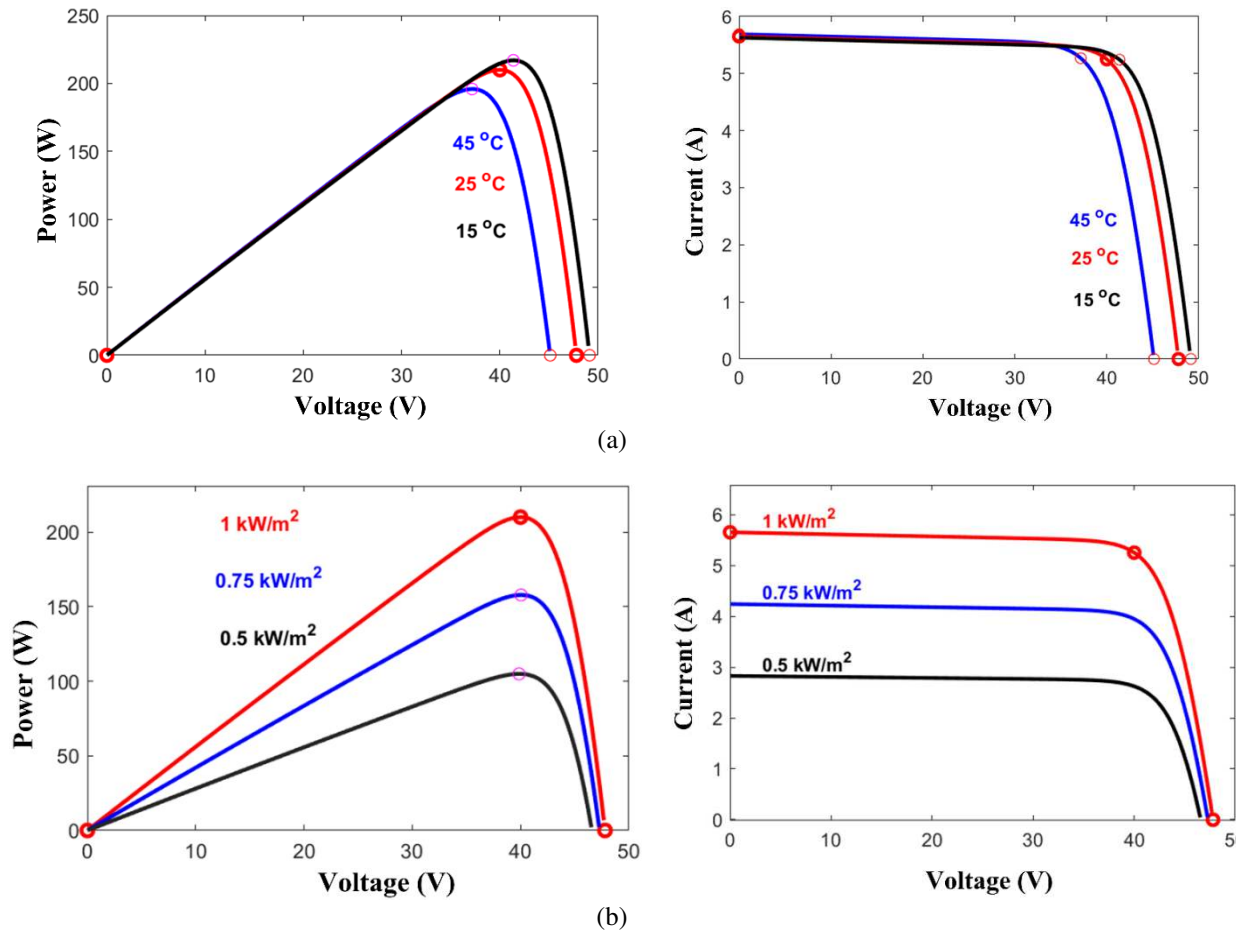 250
200
150
100
50
0
Power (W)
45 °C
25 °C
15 °C
0 10 20 30 40 50
Voltage (V)
6
5
4
3
2
1
0
Current (A)
45 °C
25 °C
15 °C
0 10 20 30 40 50
Voltage (V)
(a)
200
150
100
50
0
Power (W)
1 kW/m²
0.75 kW/m²
0.5 kW/m²
0 10 20 30 40 50
Voltage (V)
6
5
4
3
2
1
0
Current (A)
1 kW/m²
0.75 kW/m²
0.5 kW/m²
0 10 20 30 40 50
Voltage (V)
(b)